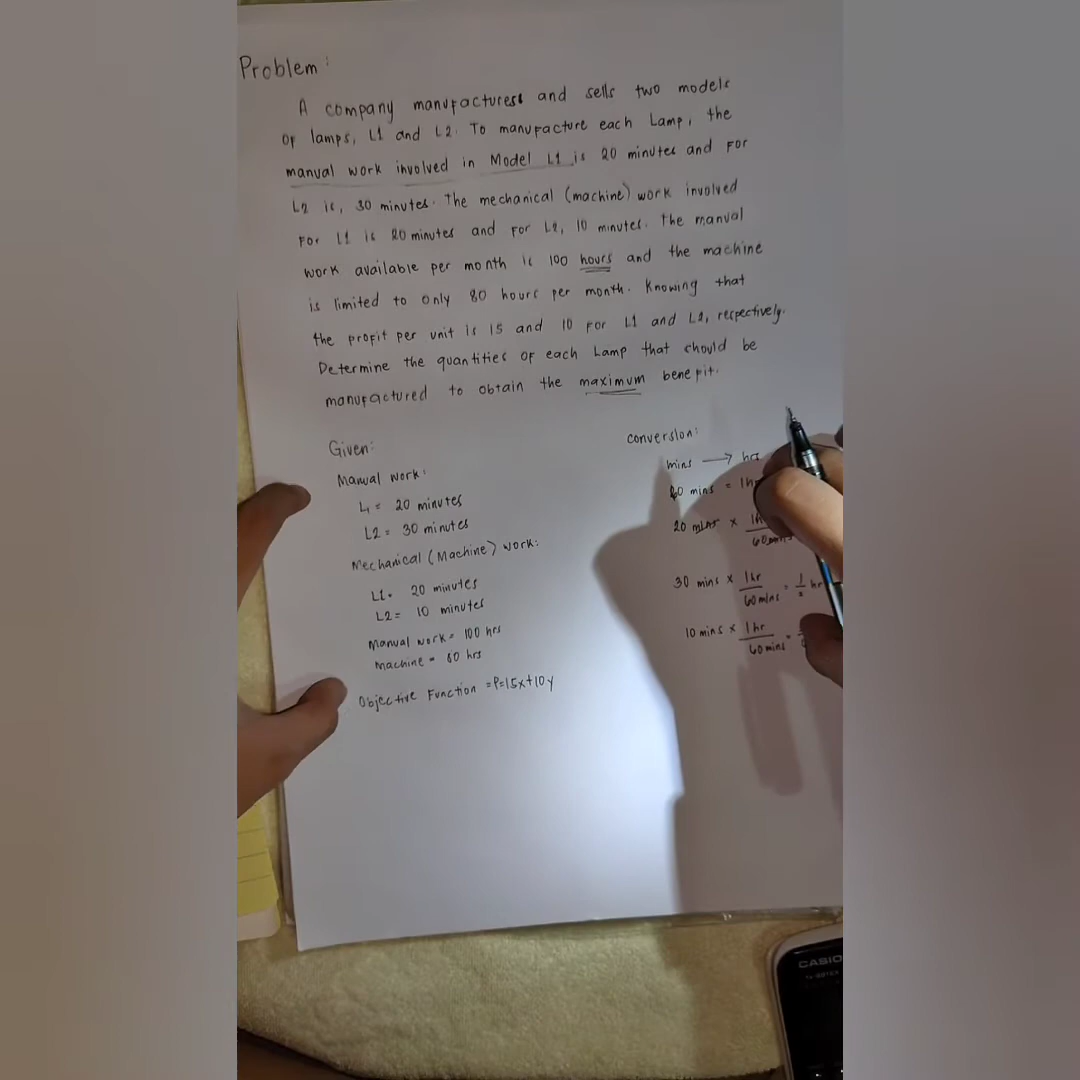 Problem:
A company manufactures and sells two models
of lamps, L1 and L2. To manufacture each Lamp, the
manual work involved in Model L1 is 20 minutes and for
L2 is, 30 minutes. The mechanical (machine) work involved
for L1 is 20 minutes and for L2, 10 minutes. The manual
work available per month is 100 hours and the machine
is limited to only 80 hours per month. Knowing that
the profit per unit is 15 and 10 for L1 and L2, respectively.
Determine the quantities of each Lamp that should be
manufactured to obtain the maximum benefit.
Given:
Manual work:
L1 = 20 minutes
L2 = 30 minutes
Mechanical (Machine) work:
L1= 20 minutes
L2= 10 minutes
Manual work= 100 hrs
machine = 80 hrs
Objective Function =P=15x+10y
conversion:
mins → hrs
60 mins = 1hr
20 mins × 1hr
60mins
30 mins × 1hr/60mins = 1/2 hr
10 mins × 1hr/60mins =
CASIO